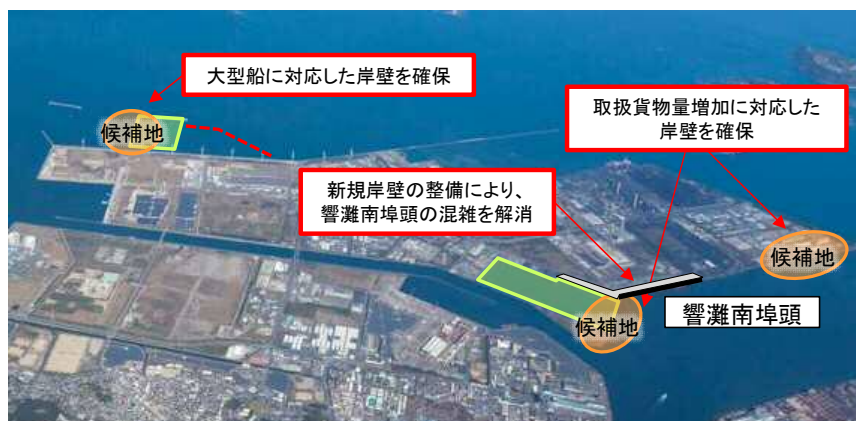 大型船に対応した岸壁を確保
候補地
取扱貨物量増加に対応した
岸壁を確保
新規岸壁の整備により、
響灘南埠頭の混雑を解消
候補地
候補地
響灘南埠頭